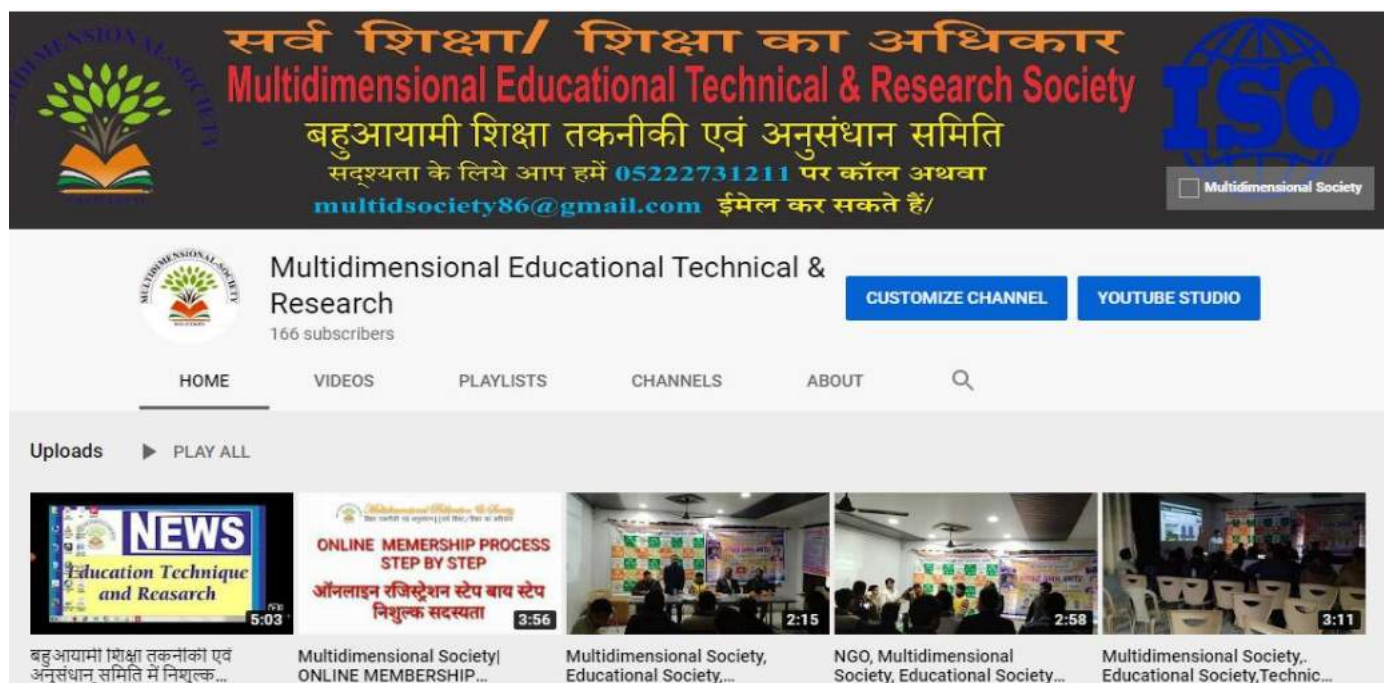 MULTIDIMENSIONAL-SOCIETY
सर्व शिक्षा/ शिक्षा का अधिकार
Multidimensional Educational Technical & Research Society
बहुआयामी शिक्षा तकनीकी एवं अनुसंधान समिति
सद्श्यता के लिये आप हमें 05222731211 पर कॉल अथवा
multidsociety86@gmail.com ईमेल कर सकते हैं/
ISO
Multidimensional Society
MULTIDIMENSIONAL-SOCIETY
Multidimensional Educational Technical &
Research
166 subscribers
CUSTOMIZE CHANNEL
YOUTUBE STUDIO
HOME VIDEOS PLAYLISTS CHANNELS ABOUT
Uploads PLAY ALL
NEWS
Education Technique
and Reasarch
5:03
ONLINE MEMERSHIP PROCESS
STEP BY STEP
ऑनलाइन रजिस्ट्रेशन स्टेप बाय स्टेप
निशुल्क सदस्यता
3:56
2:15
2:58
3:11
बहुआयामी शिक्षा तकनीकी एवं
अनुसंधान समिति में निशुल्क...
Multidimensional Society|
ONLINE MEMBERSHIP...
Multidimensional Society,
Educational Society,...
NGO, Multidimensional
Society, Educational Society...
Multidimensional Society,.
Educational Society,Technic...